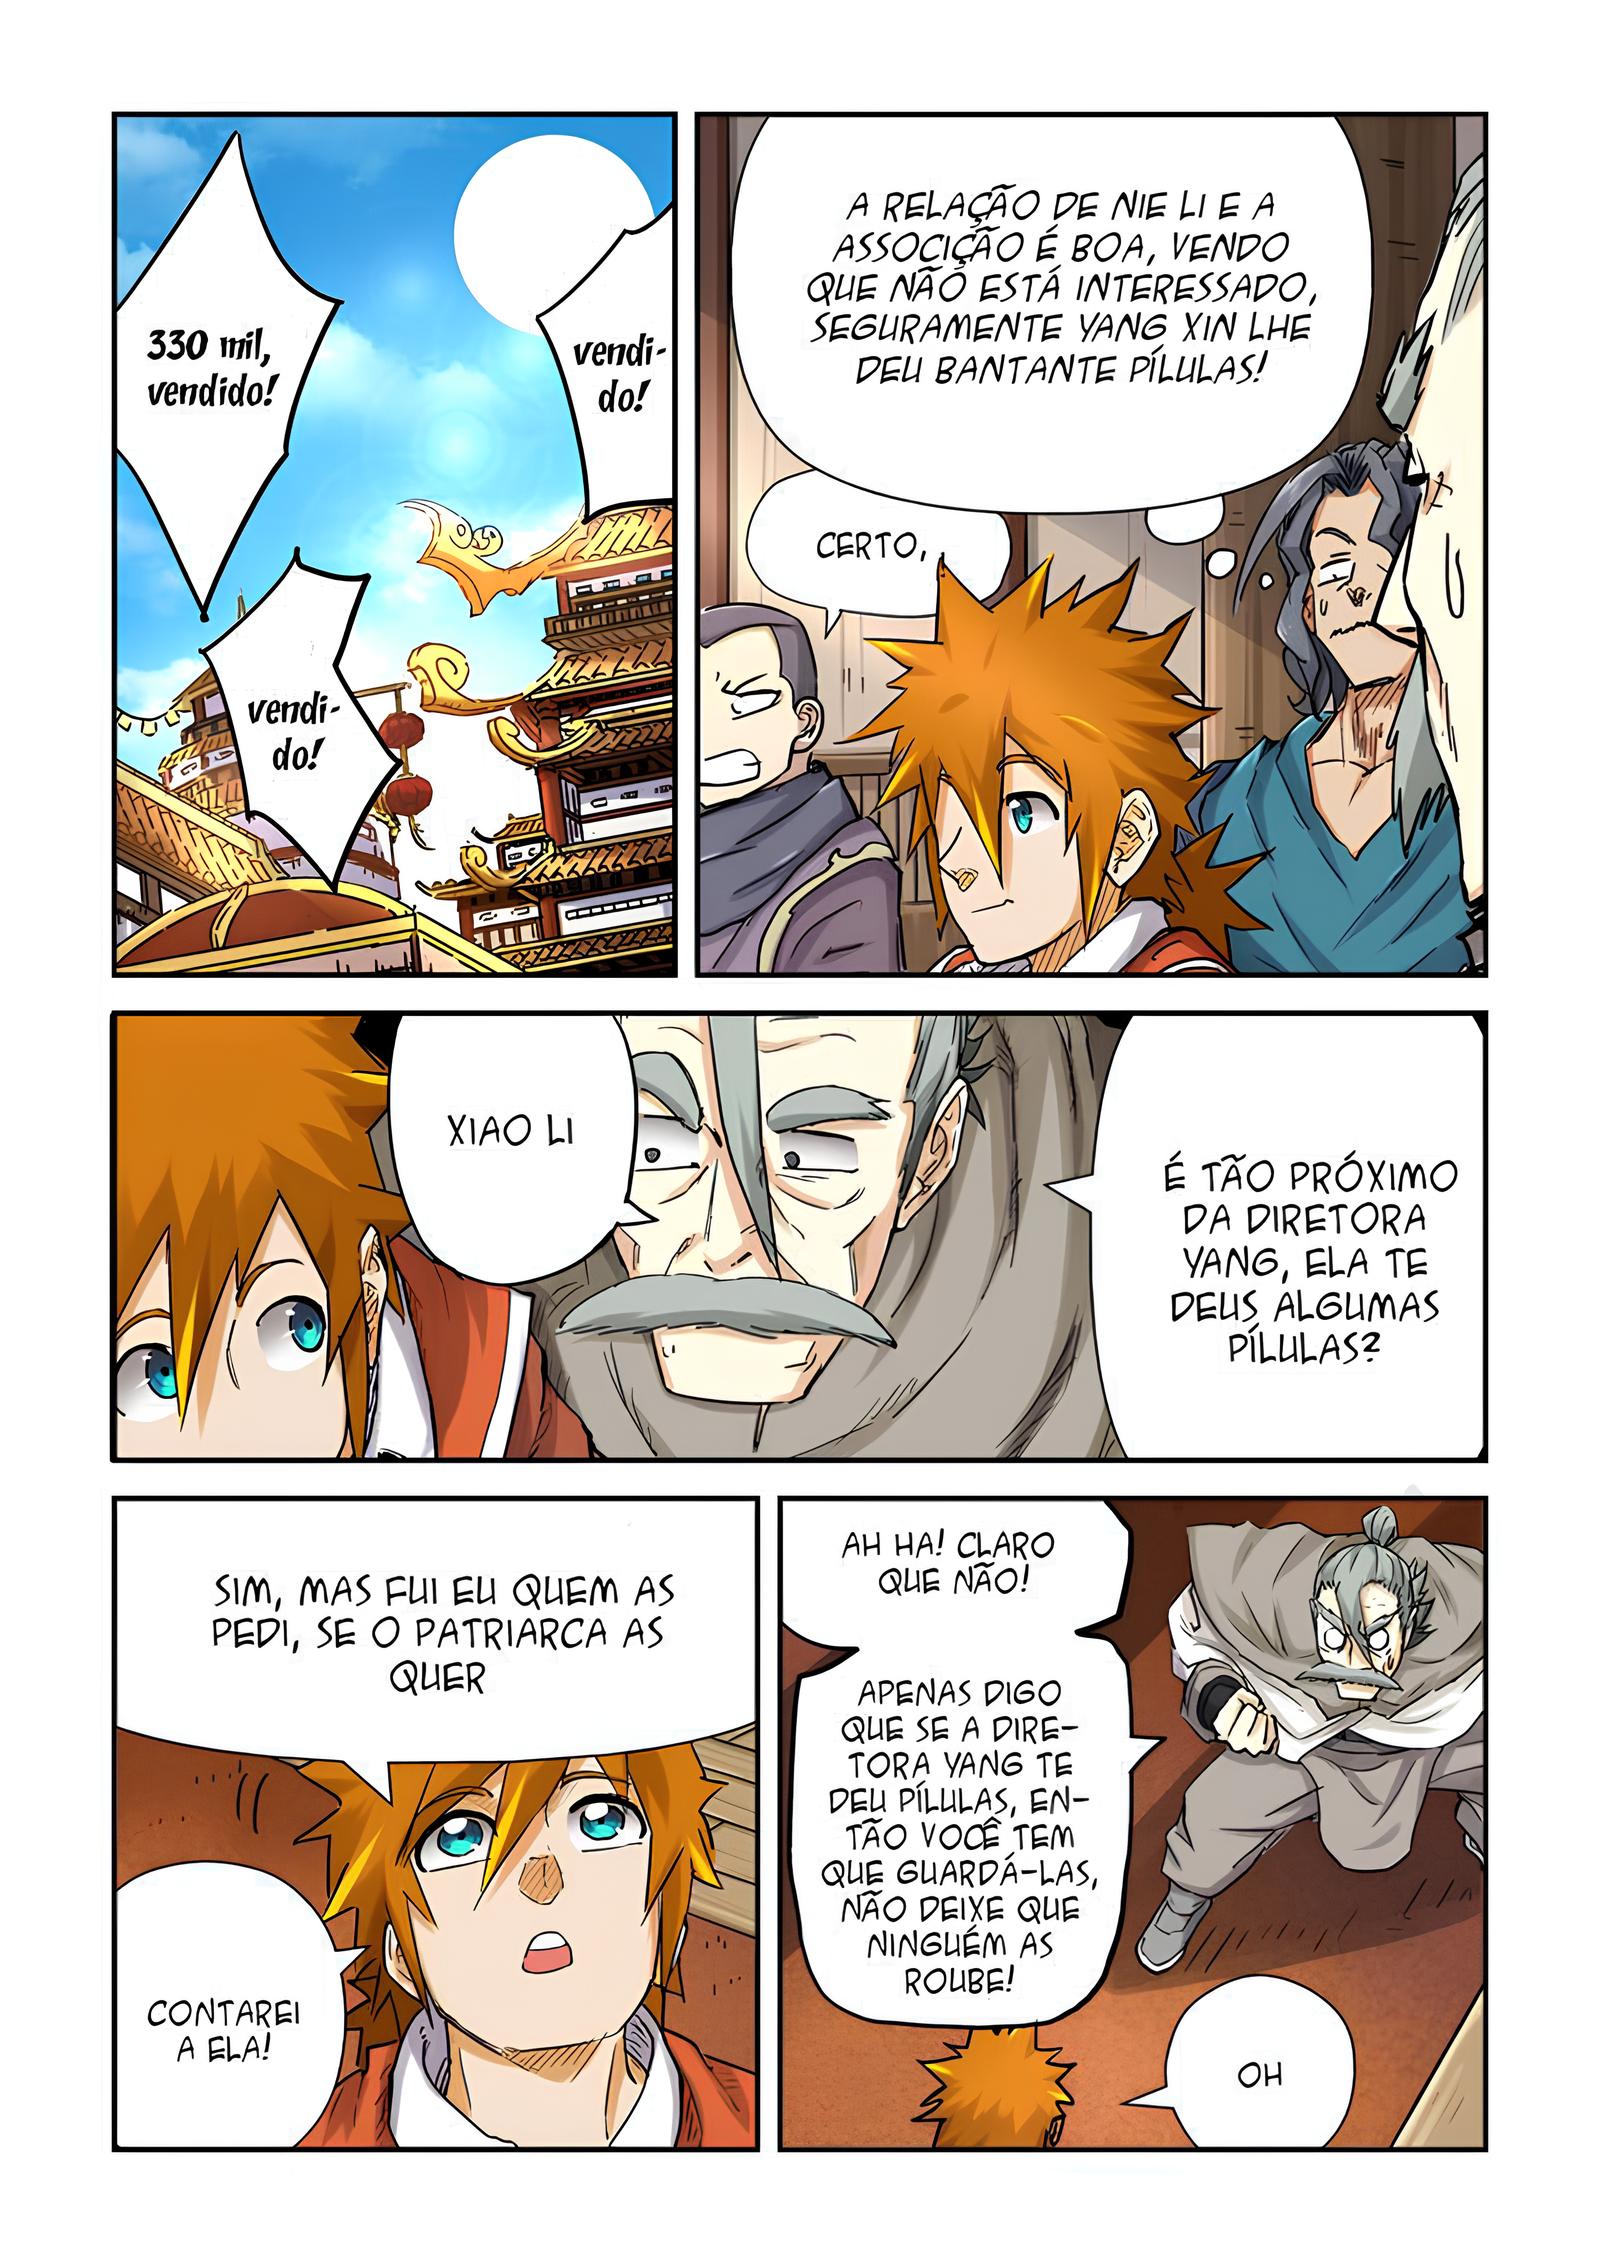 330 mil,
vendido!
vendi-
do!
vendi-
do!
A RELAÇÃO DE NIE LI E A
ASSOCIÇÃO É BOA, VENDO
QUE NÃO ESTÁ INTERESSADO,
SEGURAMENTE YANG XIN LHE
DEU BANTANTE PÍLULAS!
CERTO,
XIAO LI
É TÃO PRÓXIMO
DA DIRETORA
YANG, ELA TE
DEUS ALGUMAS
PÍLULAS?
SIM, MAS FUI EU QUEM AS
PEDI, SE O PATRIARCA AS
QUER
CONTAREI
A ELA!
AH HA! CLARO
QUE NÃO!
APENAS DIGO
QUE SE A DIRE-
TORA YANG TE
DEU PÍLULAS, EN-
TÃO VOCÊ TEM
QUE GUARDÁ-LAS,
NÃO DEIXE QUE
NINGUÉM AS
ROUBE!
OH